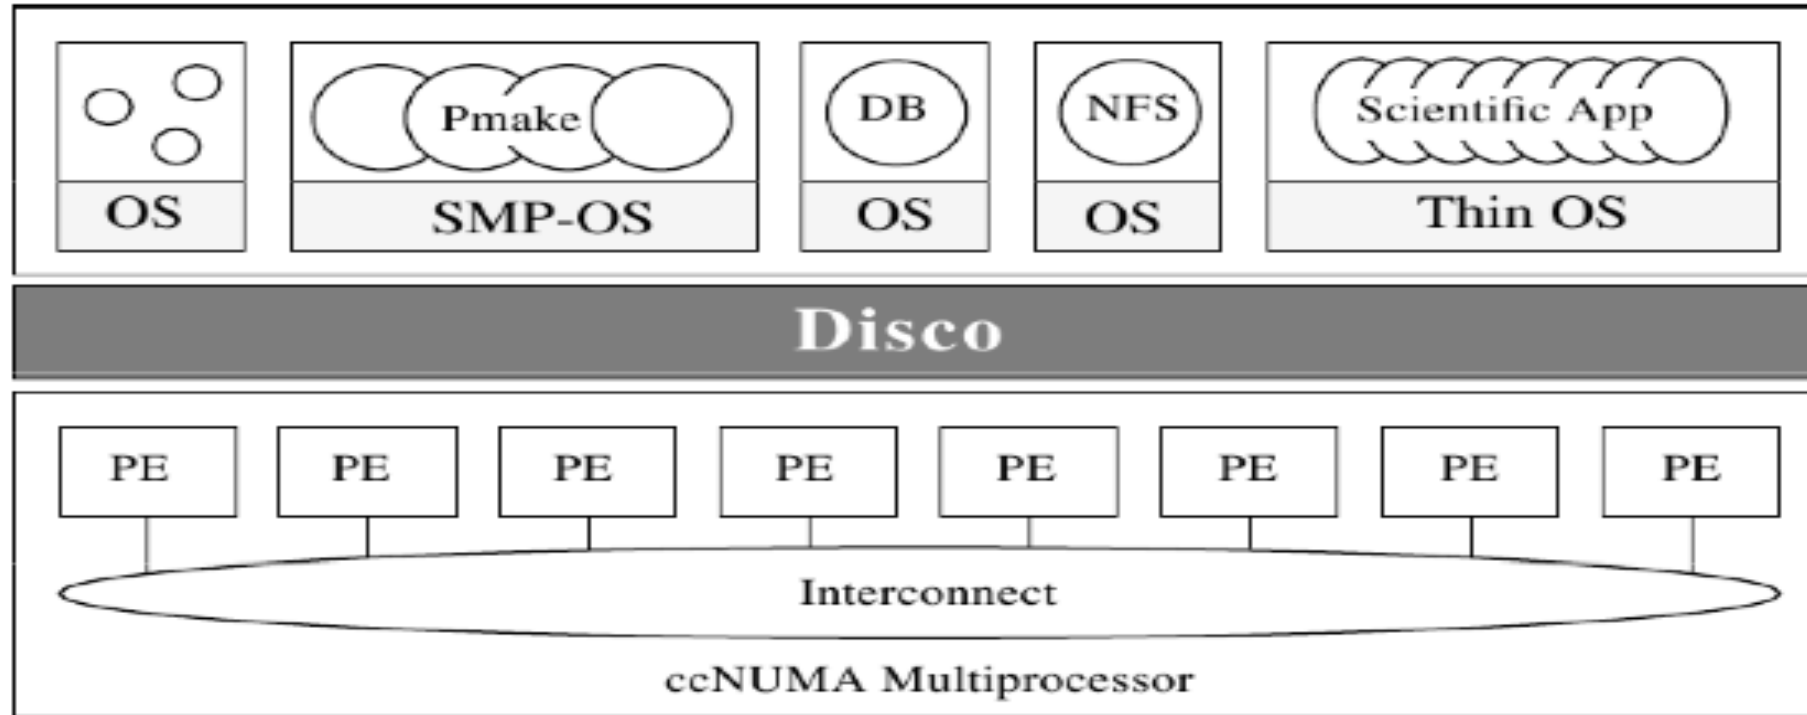 Pmake DB NFS Scientific App
OS SMP-OS OS OS Thin OS
Disco
PE PE PE PE PE PE PE PE
Interconnect
ccNUMA Multiprocessor